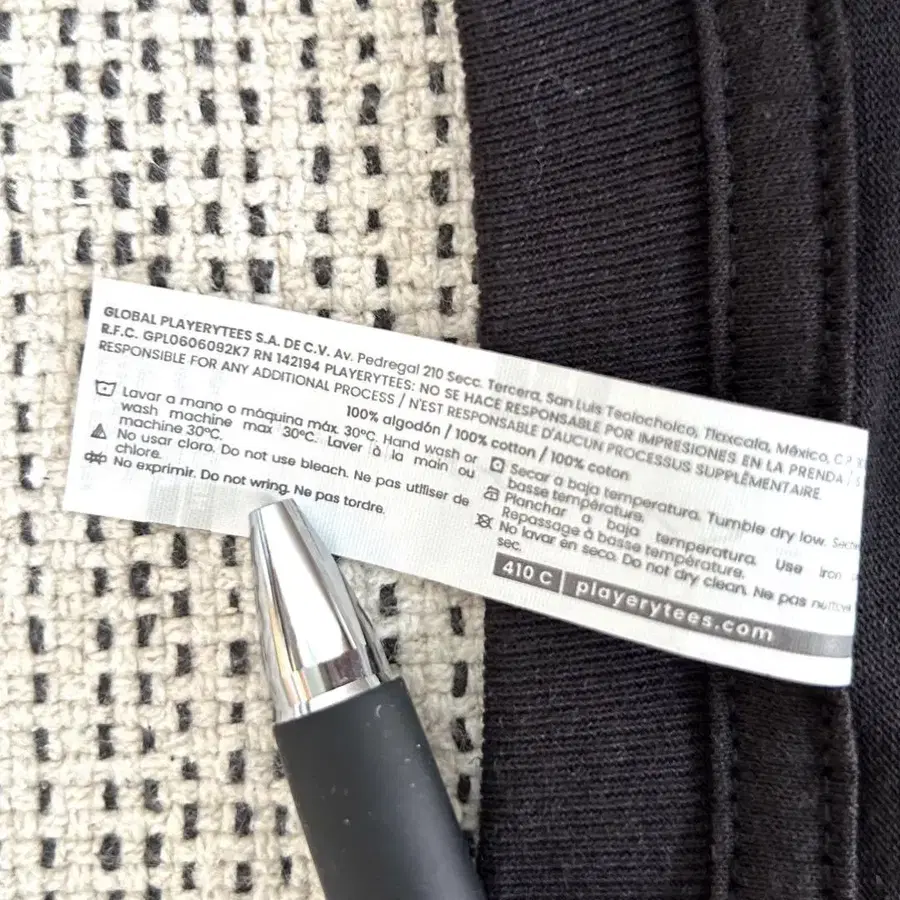 GLOBAL PLAYERYTEES S.A. DE C.V. Av. Pedregal 210 Secc. Tercera, San Luis Teolocholco, Tlaxcala, México, C.P.
R.F.C. GPL0606092K7 RN 142194 PLAYERYTEES: NO SE HACE RESPONSABLE POR IMPRESIONES EN LA PRENDA /
RESPONSIBLE FOR ANY ADDITIONAL PROCESS / N'EST RESPONSABLE D'AUCUN PROCESSUS SUPPLÉMENTAIRE.
100% algodón / 100% cotton / 100% coton
Lavar a mano o máquina máx. 30°C. Hand wash or
wash machine max 30°C. Laver à la main ou
machine 30°C.
No usar cloro. Do not use bleach. Ne pas utiliser de
chlore.
No exprimir. Do not wring. Ne pas tordre.
Secar a baja temperatura. Tumble dry low.
basse température.
Planchar a baja temperatura. Use iron
Repassage à basse température.
No lavar en seco. Do not dry clean. Ne pas
sec.
410 C playerytees.com